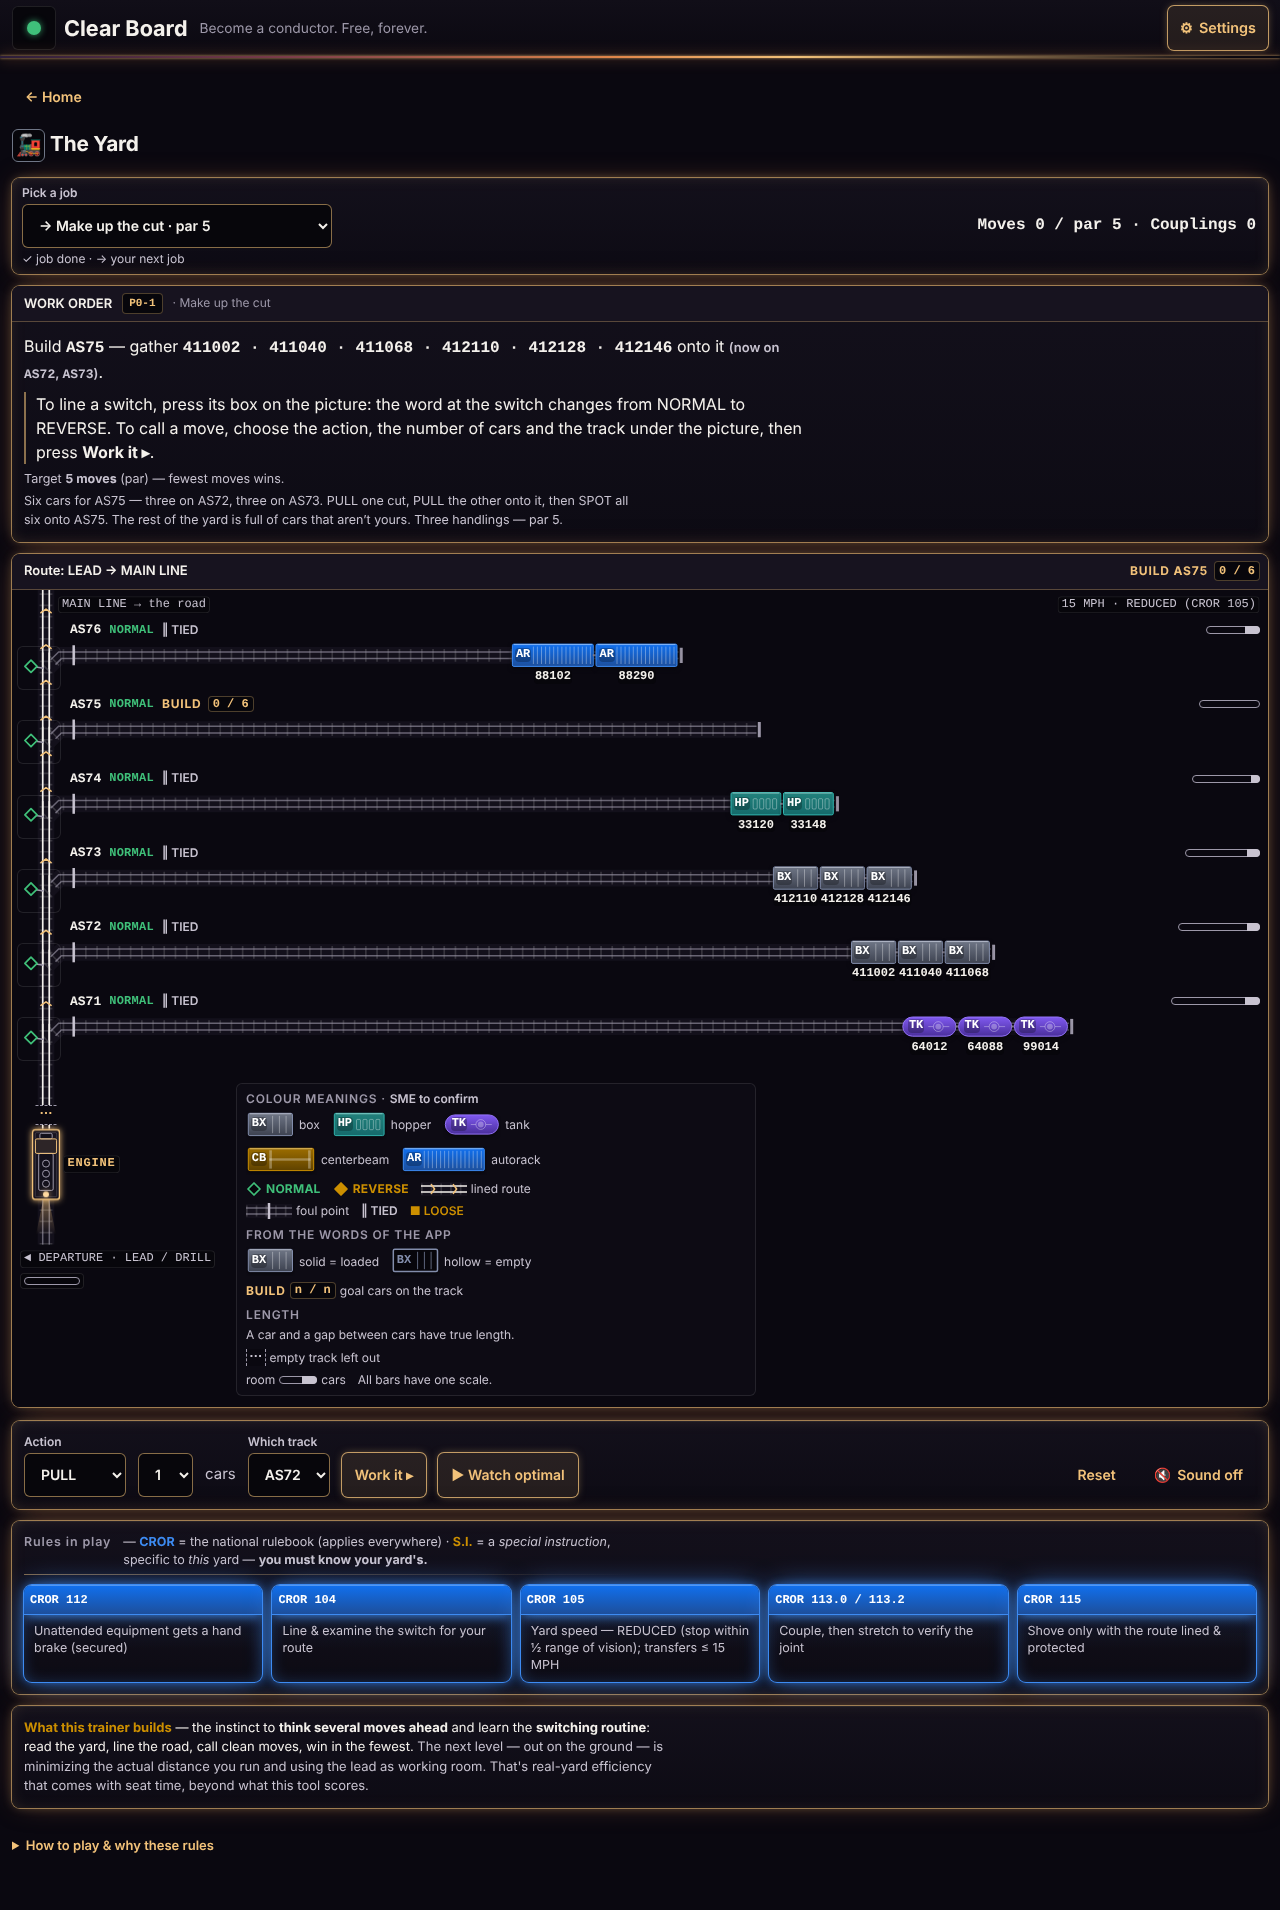 Clear Board Become a conductor. Free, forever. ⚙ Settings
← Home
The Yard
Pick a job
→ Make up the cut · par 5
Moves 0 / par 5 · Couplings 0
✓ job done · → your next job
WORK ORDER P0-1 · Make up the cut
Build AS75 — gather 411002 · 411040 · 411068 · 412110 · 412128 · 412146 onto it (now on
AS72, AS73).
To line a switch, press its box on the picture: the word at the switch changes from NORMAL to
REVERSE. To call a move, choose the action, the number of cars and the track under the picture, then
press Work it ▸.
Target 5 moves (par) — fewest moves wins.
Six cars for AS75 — three on AS72, three on AS73. PULL one cut, PULL the other onto it, then SPOT all
six onto AS75. The rest of the yard is full of cars that aren't yours. Three handlings — par 5.
Route: LEAD → MAIN LINE
BUILD AS75 0 / 6
MAIN LINE → the road
15 MPH · REDUCED (CROR 105)
AS76 NORMAL TIED
AR AR
88102 88290
AS75 NORMAL BUILD 0 / 6
AS74 NORMAL TIED
HP HP
33120 33148
AS73 NORMAL TIED
BX BX BX
412110 412128 412146
AS72 NORMAL TIED
BX BX BX
411002 411040 411068
AS71 NORMAL TIED
TK TK TK
64012 64088 99014
ENGINE
◄ DEPARTURE · LEAD / DRILL
COLOUR MEANINGS · SME to confirm
BX box HP hopper TK tank
CB centerbeam AR autorack
NORMAL REVERSE lined route
foul point TIED LOOSE
FROM THE WORDS OF THE APP
BX solid = loaded BX hollow = empty
BUILD n / n goal cars on the track
LENGTH
A car and a gap between cars have true length.
··· empty track left out
room cars All bars have one scale.
Action
PULL 1 cars
Which track
AS72
Work it ▸ ▶ Watch optimal
Reset Sound off
Rules in play — CROR = the national rulebook (applies everywhere) · S.I. = a special instruction,
specific to this yard — you must know your yard's.
CROR 112
Unattended equipment gets a hand
brake (secured)
CROR 104
Line & examine the switch for your
route
CROR 105
Yard speed — REDUCED (stop within
½ range of vision); transfers ≤ 15
MPH
CROR 113.0 / 113.2
Couple, then stretch to verify the
joint
CROR 115
Shove only with the route lined &
protected
What this trainer builds — the instinct to think several moves ahead and learn the switching routine:
read the yard, line the road, call clean moves, win in the fewest. The next level — out on the ground — is
minimizing the actual distance you run and using the lead as working room. That's real-yard efficiency
that comes with seat time, beyond what this tool scores.
▶ How to play & why these rules